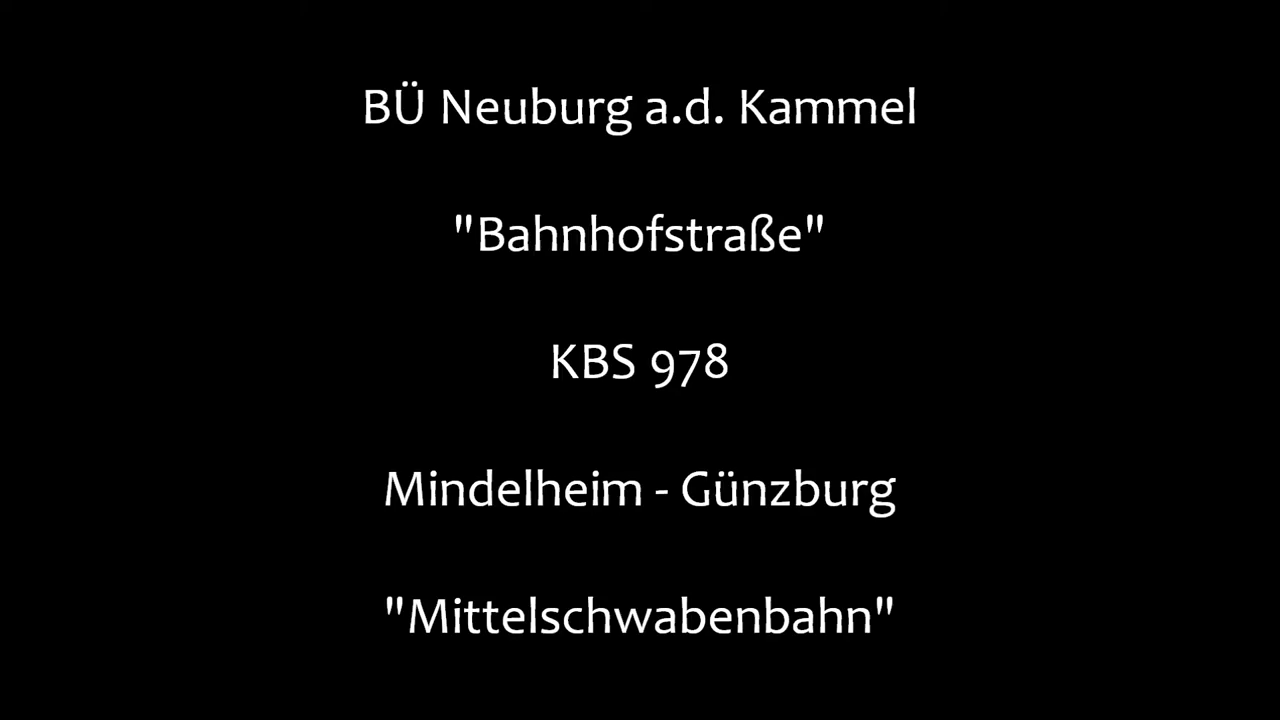 BÜ Neuburg a.d. Kammel
"Bahnhofstraße"
KBS 978
Mindelheim - Günzburg
"Mittelschwabenbahn"